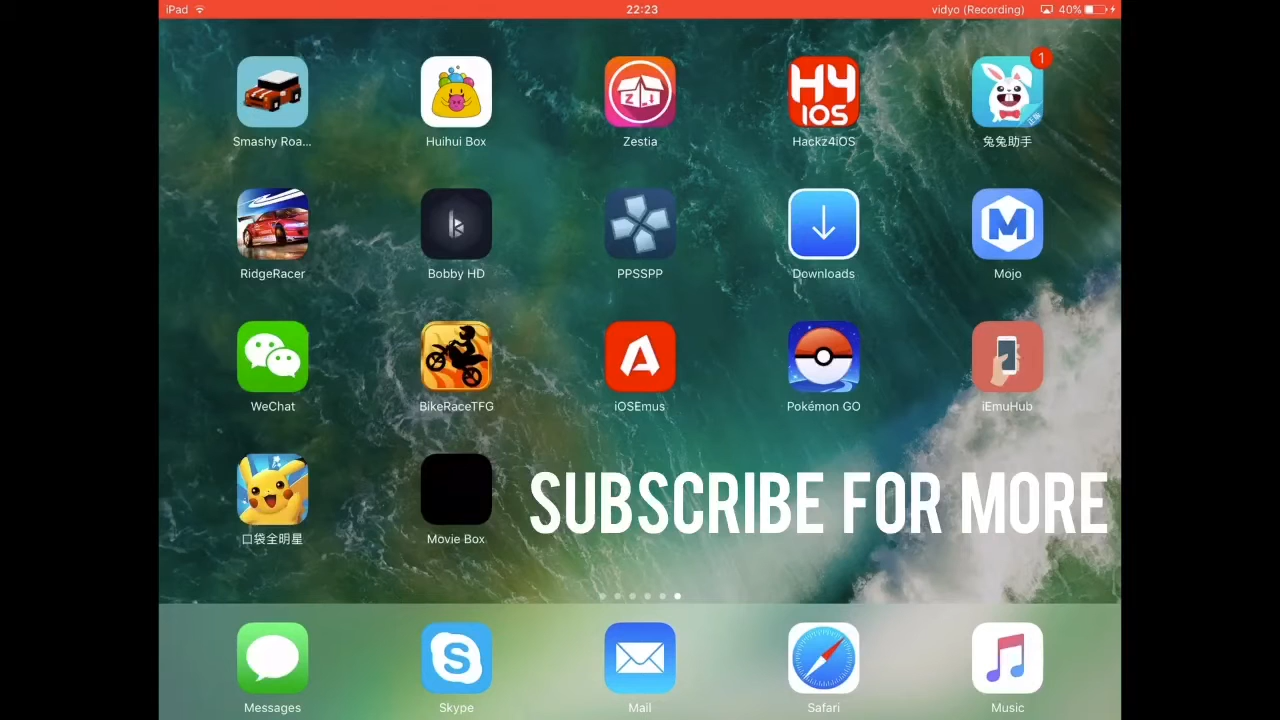 iPad 22:23 vidyo (Recording) 40%
1
H4
IOS
Z
正版
Smashy Roa... Huihui Box Zestia Hackz4iOS 兔兔助手
M
RidgeRacer Bobby HD PPSSPP Downloads Mojo
WeChat BikeRaceTFG iOSEmus Pokémon GO iEmuHub
SUBSCRIBE FOR MORE
口袋全明星 Movie Box
S
Messages Skype Mail Safari Music